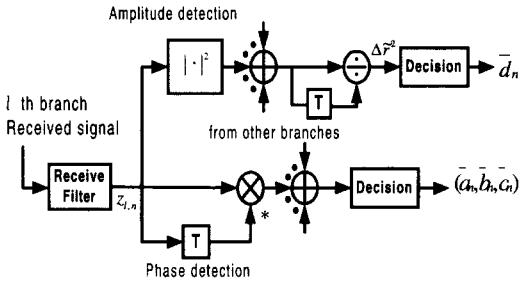 Amplitude detection
| · |²
Δr̃²
Decision
d̄ₙ
T
l th branch
Received signal
from other branches
Receive
Filter
z_{l,n}
*
Decision
(āₙ,b̄ₙ,c̄ₙ)
T
Phase detection